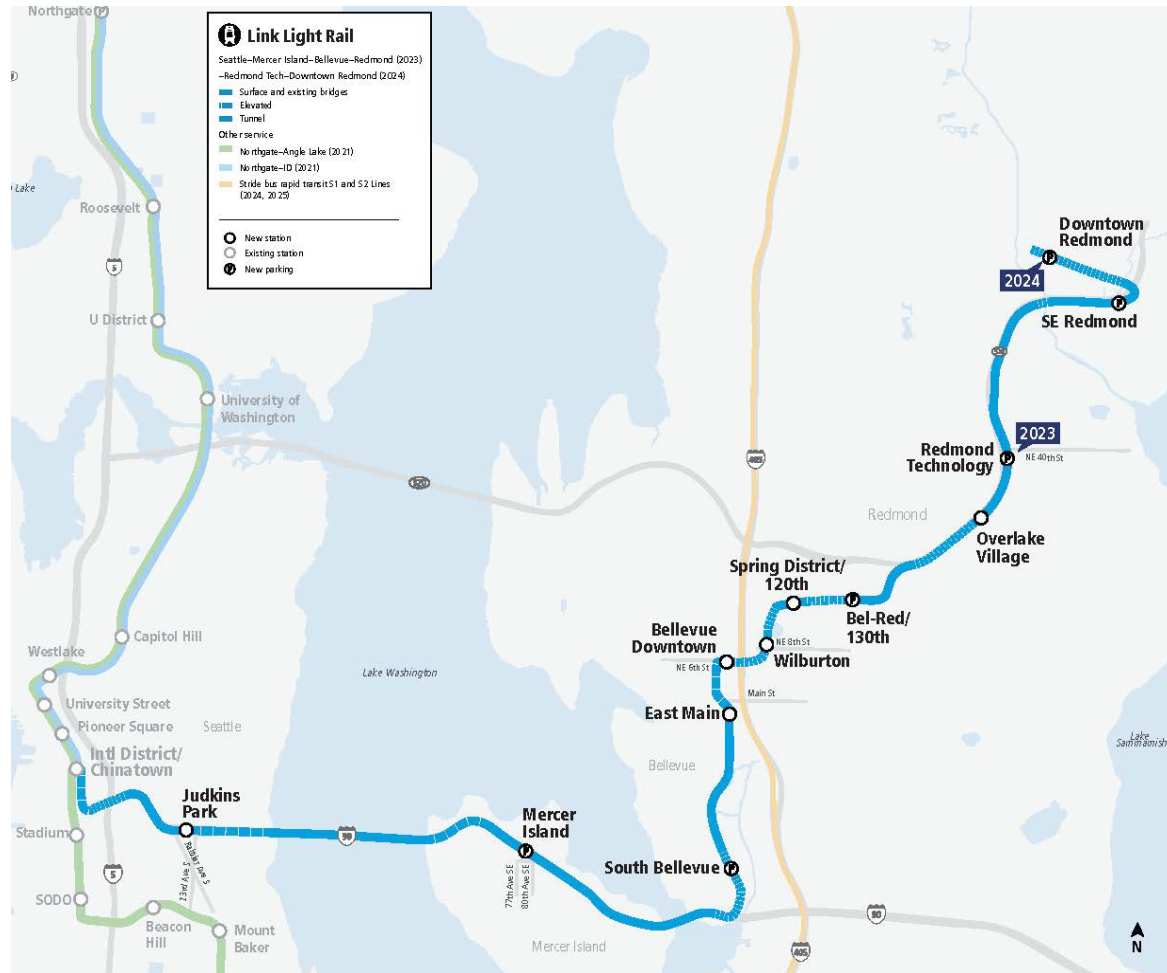 Northgate
Link Light Rail
Seattle–Mercer Island–Bellevue–Redmond (2023)
–Redmond Tech–Downtown Redmond (2024)
Surface and existing bridges
Elevated
Tunnel
Other service
Northgate–Angle Lake (2021)
Northgate–ID (2021)
Stride bus rapid transit S1 and S2 Lines
(2024, 2025)
New station
Existing station
P New parking
Lake
Roosevelt
5
U District
University of
Washington
520
405
Downtown
Redmond
P
2024
P
SE Redmond
520
2023
Redmond
Technology
P
NE 40th St
Redmond
Overlake
Village
Spring District/
120th
P
Bel-Red/
130th
Bellevue
Downtown
NE 8th St
Wilburton
NE 6th St
Main St
East Main
Bellevue
Capitol Hill
Westlake
University Street
Pioneer Square
Seattle
Intl District/
Chinatown
Lake Washington
Lake
Sammamish
Judkins
Park
Stadium
Rainier Ave S
23rd Ave S
90
Mercer
Island
P
77th Ave SE
80th Ave SE
South Bellevue
P
5
SODO
Beacon
Hill
Mount
Baker
Mercer Island
90
405
N